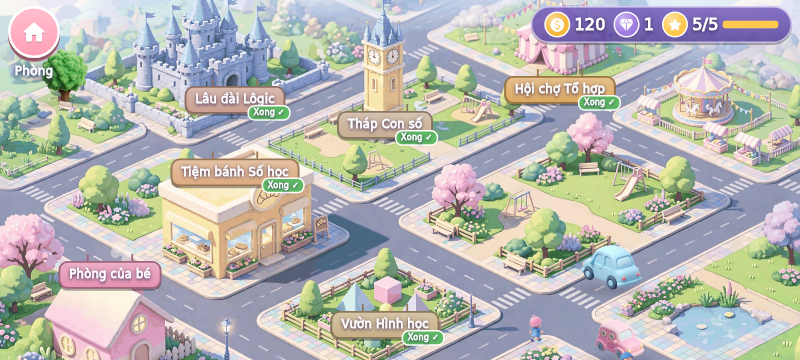 120 1 5/5
Phòng
Lâu đài Lôgic
Xong ✓
Hội chợ Tổ hợp
Xong ✓
Tháp Con số
Xong ✓
Tiệm bánh Số học
Xong ✓
Phòng của bé
Vườn Hình học
Xong ✓